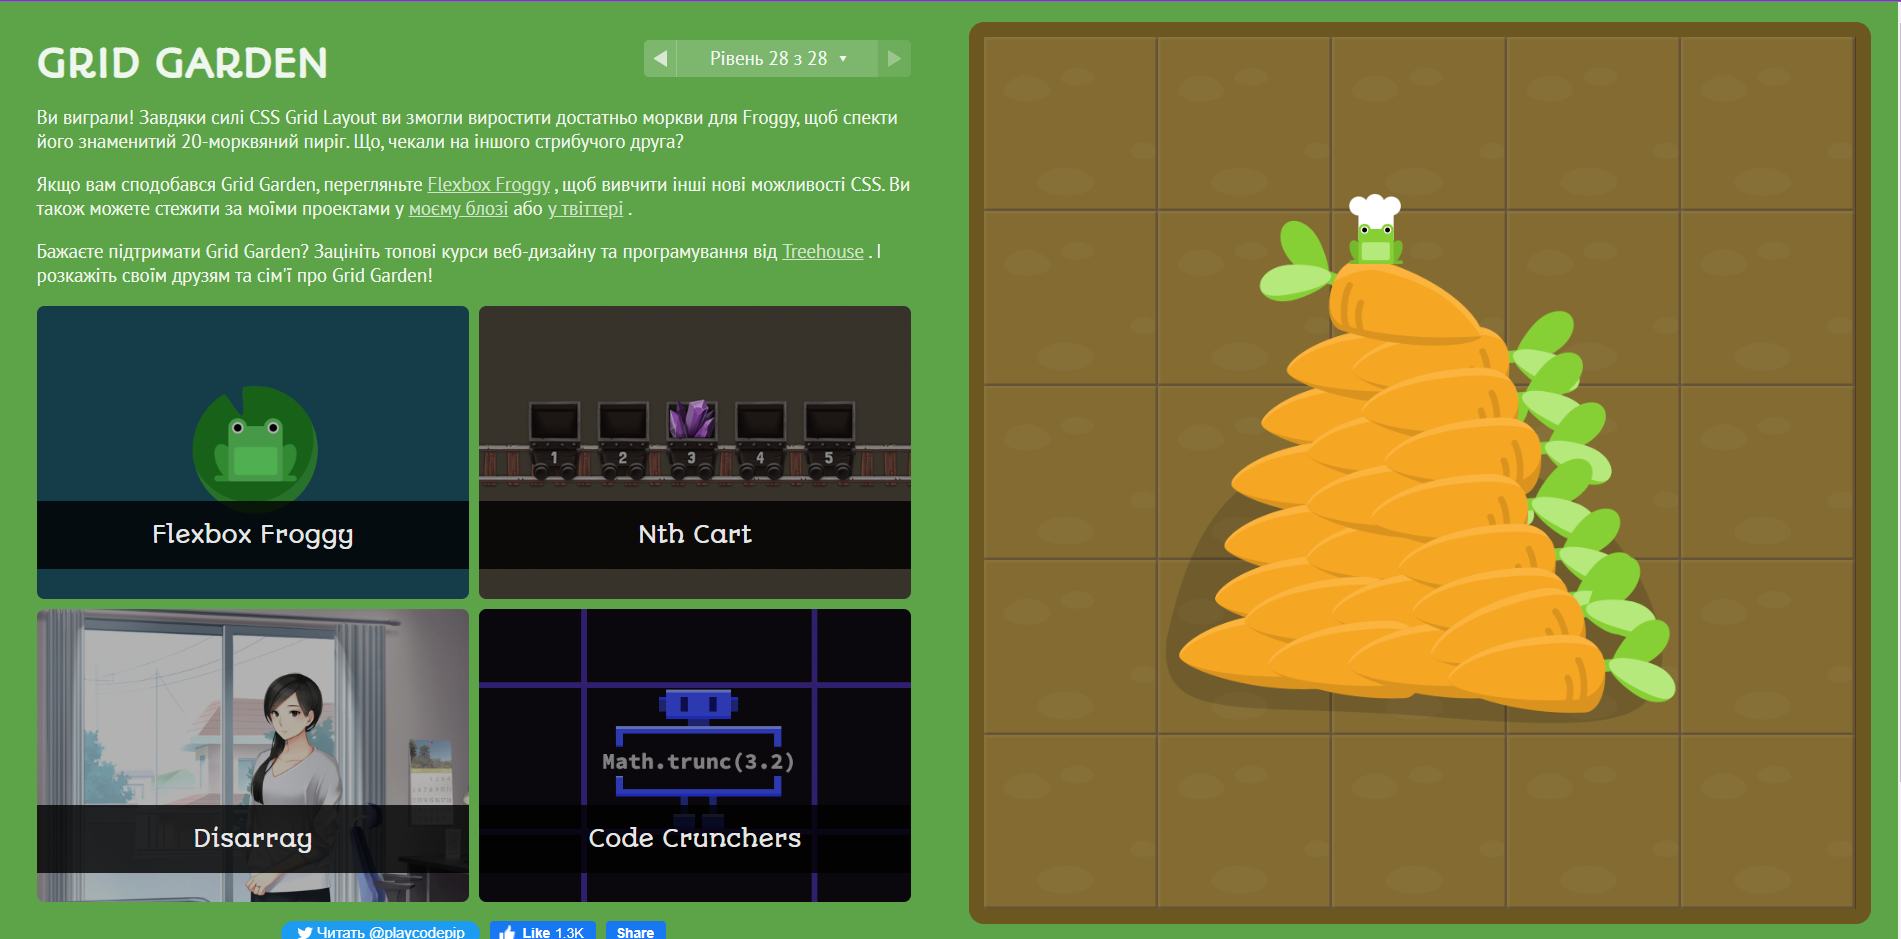 GRID GARDEN
Рівень 28 з 28
Ви виграли! Завдяки силі CSS Grid Layout ви змогли виростити достатньо моркви для Froggy, щоб спекти
його знаменитий 20-морквяний пиріг. Що, чекали на іншого стрибучого друга?
Якщо вам сподобався Grid Garden, перегляньте Flexbox Froggy , щоб вивчити інші нові можливості CSS. Ви
також можете стежити за моїми проектами у моєму блозі або у твіттері .
Бажаєте підтримати Grid Garden? Зацініть топові курси веб-дизайну та програмування від Treehouse . І
розкажіть своїм друзям та сім'ї про Grid Garden!
Flexbox Froggy
1 2 3 4 5
Nth Cart
Disarray
Math.trunc(3.2)
Code Crunchers
Читать @playcodepip
Like 1.3K
Share